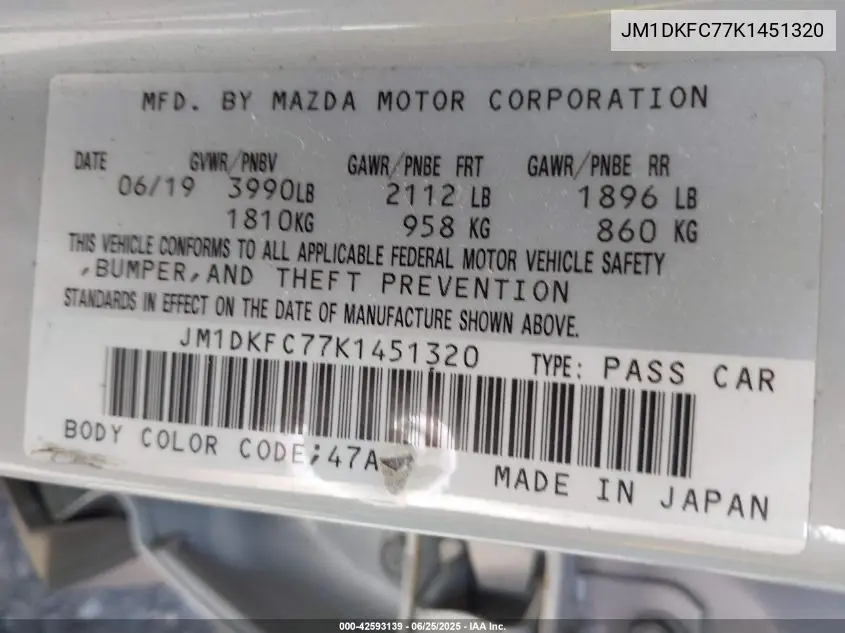 JM1DKFC77K1451320
MFD. BY MAZDA MOTOR CORPORATION
DATE GVWR/PNBV GAWR/PNBE FRT GAWR/PNBE RR
06/19 3990LB 2112 LB 1896 LB
1810KG 958 KG 860 KG
THIS VEHICLE CONFORMS TO ALL APPLICABLE FEDERAL MOTOR VEHICLE SAFETY
,BUMPER,AND THEFT PREVENTION
STANDARDS IN EFFECT ON THE DATE OF MANUFACTURE SHOWN ABOVE.
JM1DKFC77K1451320 TYPE: PASS CAR
BODY COLOR CODE;47A
MADE IN JAPAN
000-42593139 - 06/25/2025 - IAA Inc.